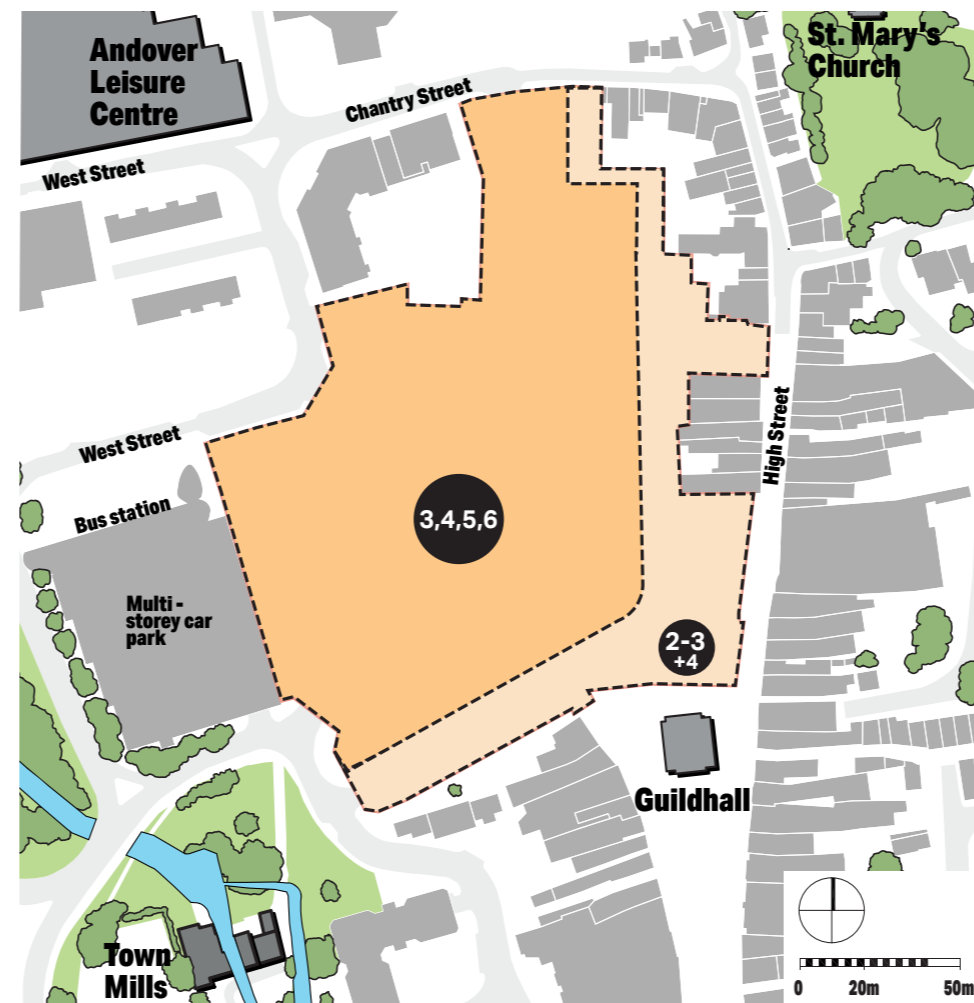 Andover
Leisure
Centre
St. Mary's
Church
Chantry Street
West Street
High Street
West Street
Bus station
3,4,5,6
Multi -
storey car
park
2-3
+4
Guildhall
Town
Mills
0 20m 50m